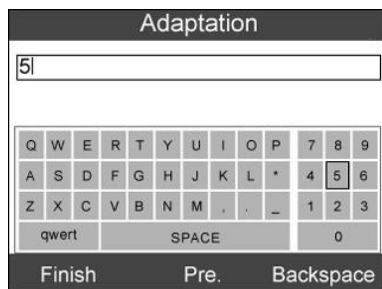 Adaptation
5
Q W E R T Y U I O P 7 8 9
A S D F G H J K L * 4 5 6
Z X C V B N M , . _ 1 2 3
qwert SPACE 0
Finish Pre. Backspace